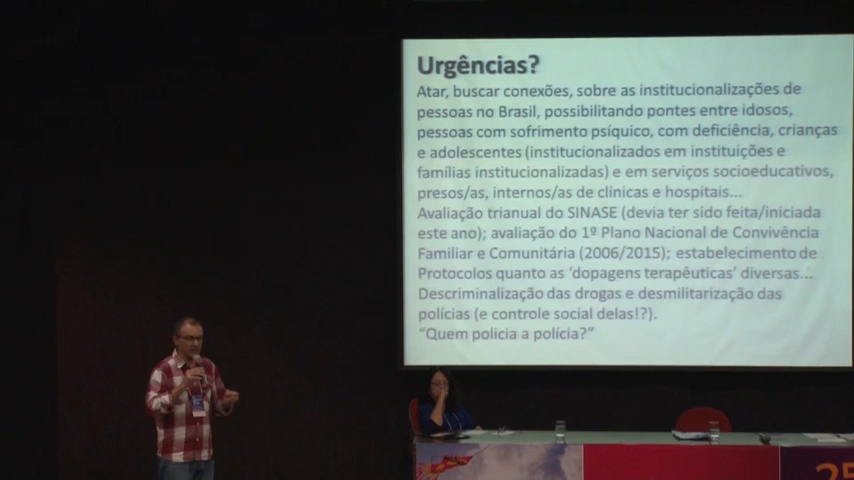 Urgências?
Atar, buscar conexões, sobre as institucionalizações de
pessoas no Brasil, possibilitando pontes entre idosos,
pessoas com sofrimento psíquico, com deficiência, crianças
e adolescentes (institucionalizados em instituições e
famílias institucionalizadas) e em serviços socioeducativos,
presos/as, internos/as de clínicas e hospitais...
Avaliação trianual do SINASE (devia ter sido feita/iniciada
este ano); avaliação do 1º Plano Nacional de Convivência
Familiar e Comunitária (2006/2015); estabelecimento de
Protocolos quanto as ‘dopagens terapêuticas’ diversas...
Descriminalização das drogas e desmilitarização das
polícias (e controle social delas!?).
“Quem policia a polícia?”
25